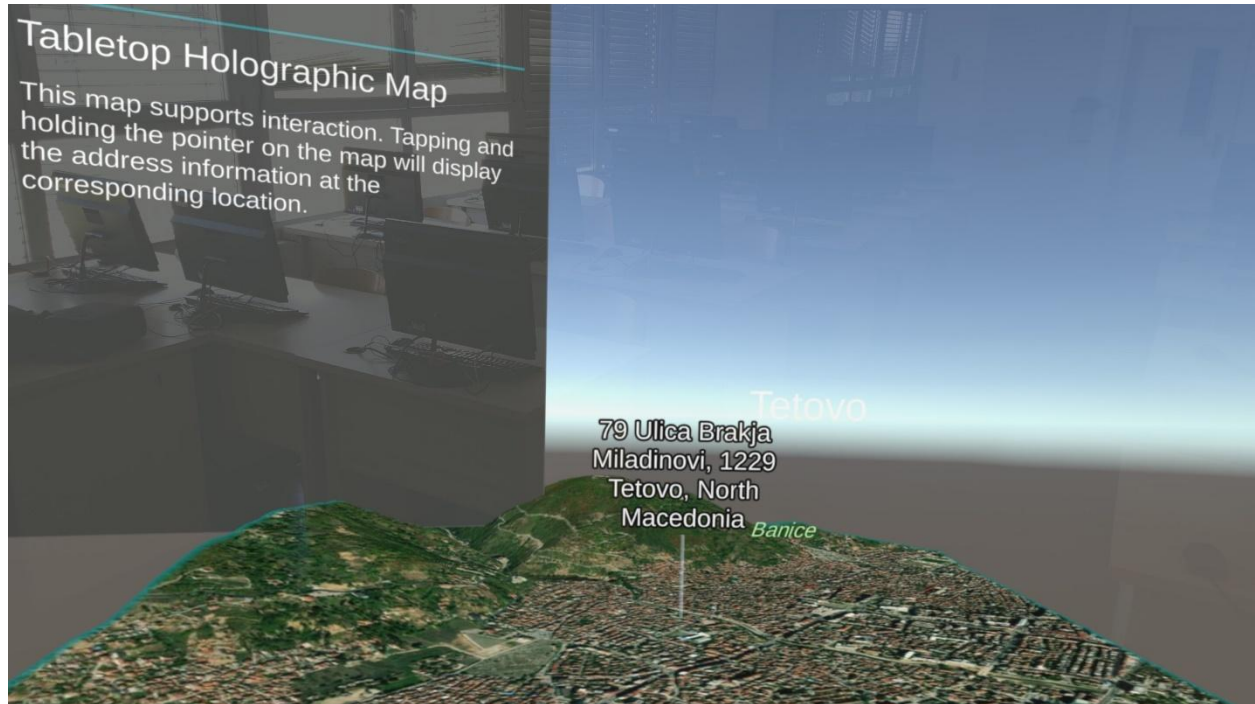 Tabletop Holographic Map
This map supports interaction. Tapping and
holding the pointer on the map will display
the address information at the
corresponding location.
Tetovo
79 Ulica Brakja
Miladinovi, 1229
Tetovo, North
Macedonia
Banice